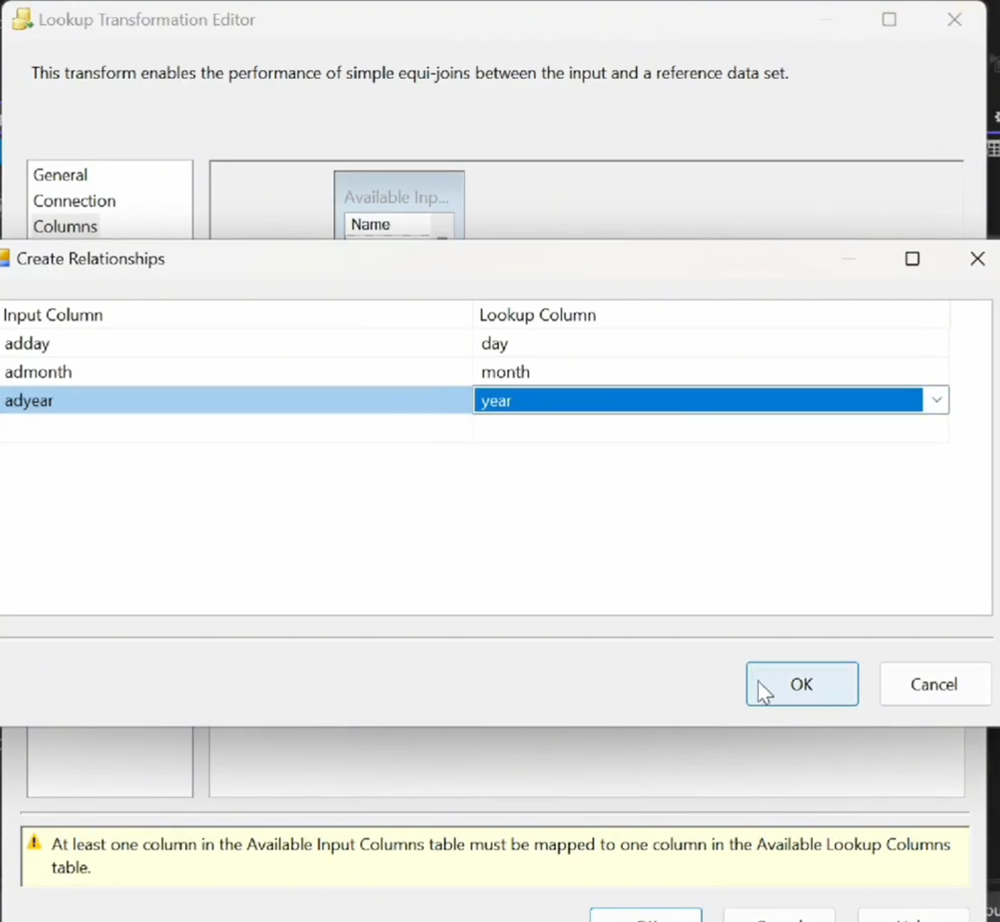 Lookup Transformation Editor
This transform enables the performance of simple equi-joins between the input and a reference data set.
General
Connection
Columns
Available Inp...
Name
Create Relationships
Input Column Lookup Column
adday day
admonth month
adyear year
OK Cancel
At least one column in the Available Input Columns table must be mapped to one column in the Available Lookup Columns
table.